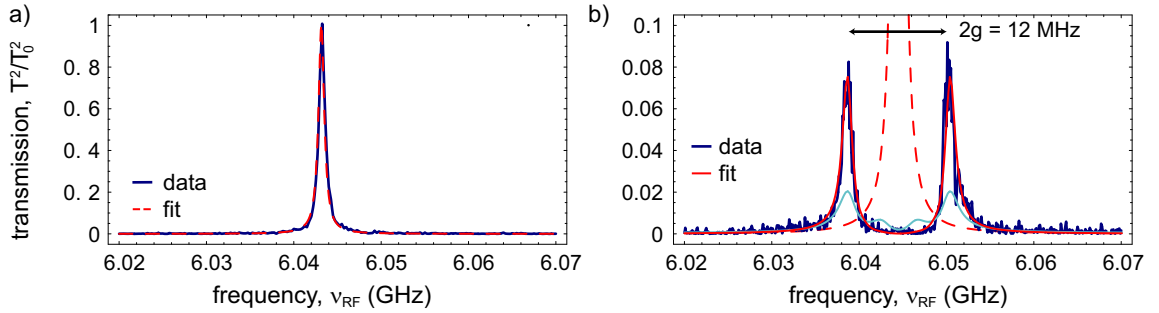 a)
transmission, T²/T₀²
1
0.8
0.6
0.4
0.2
0
data
fit
6.02 6.03 6.04 6.05 6.06 6.07
frequency, νRF (GHz)
b)
0.1
0.08
0.06
0.04
0.02
0
2g = 12 MHz
data
fit
6.02 6.03 6.04 6.05 6.06 6.07
frequency, νRF (GHz)